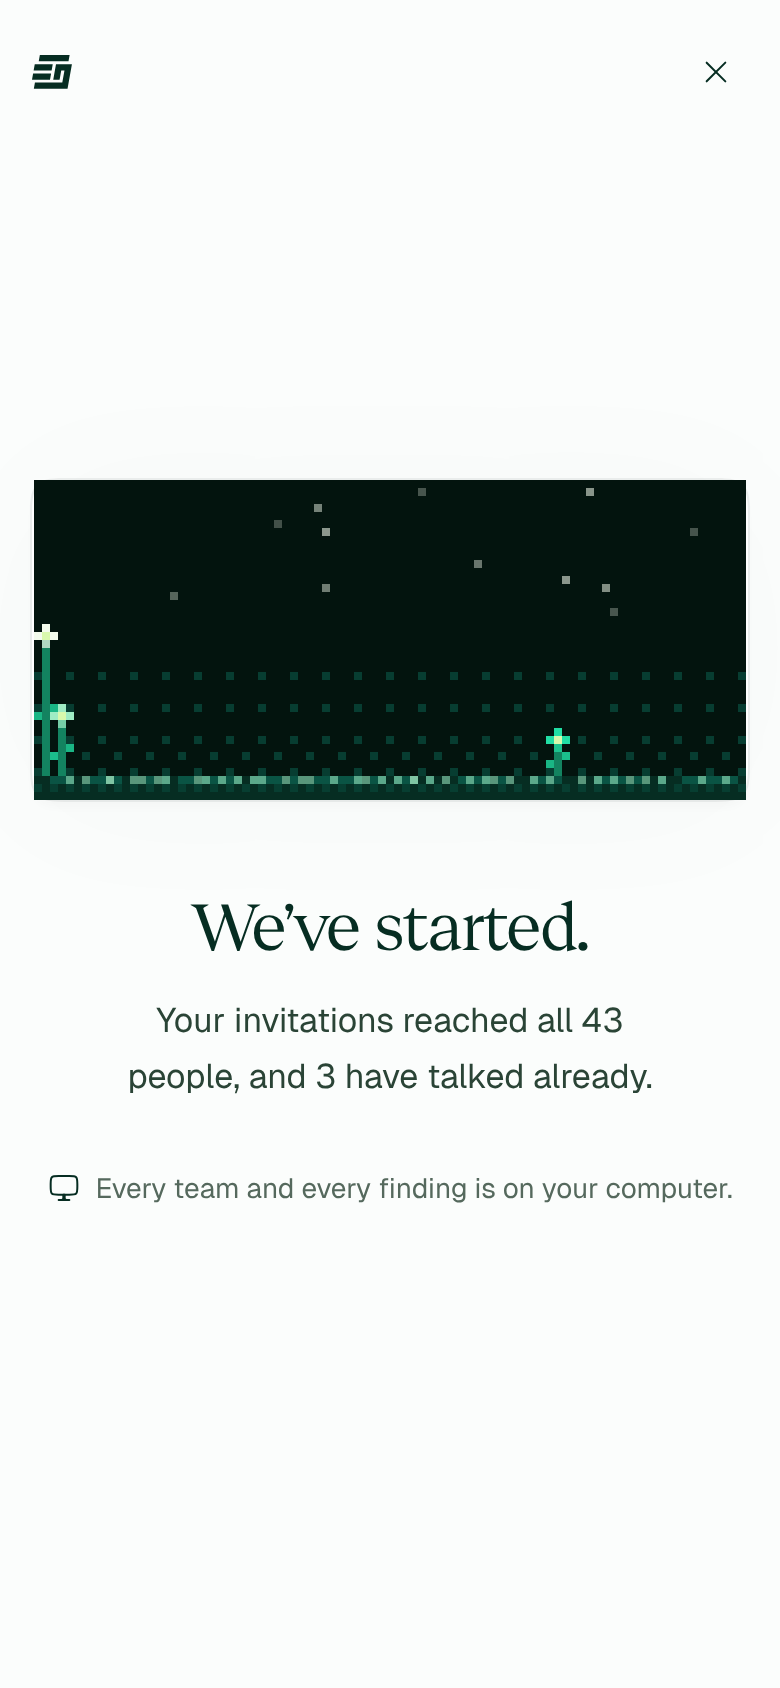 We’ve started.
Your invitations reached all 43
people, and 3 have talked already.
Every team and every finding is on your computer.